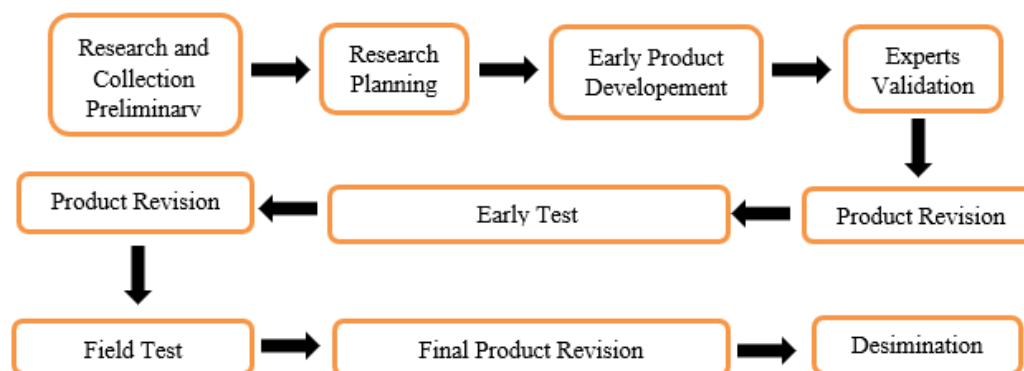 Research and
Collection
Preliminary
Research
Planning
Early Product
Developement
Experts
Validation
Product Revision
Early Test
Product Revision
Field Test
Final Product Revision
Desimination